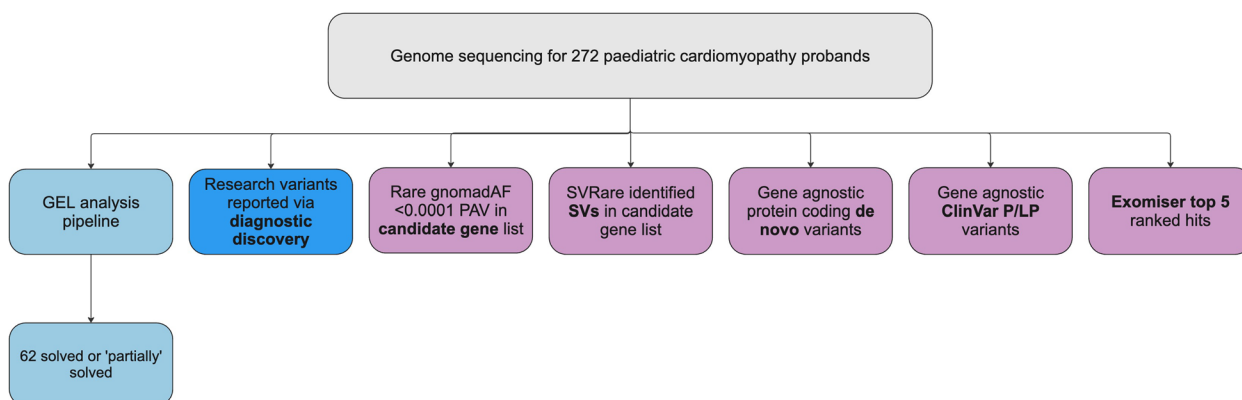 Genome sequencing for 272 paediatric cardiomyopathy probands
GEL analysis
pipeline
Research variants
reported via
diagnostic
discovery
Rare gnomadAF
<0.0001 PAV in
candidate gene list
SVRare identified
SVs in candidate
gene list
Gene agnostic
protein coding de
novo variants
Gene agnostic
ClinVar P/LP
variants
Exomiser top 5
ranked hits
62 solved or 'partially'
solved